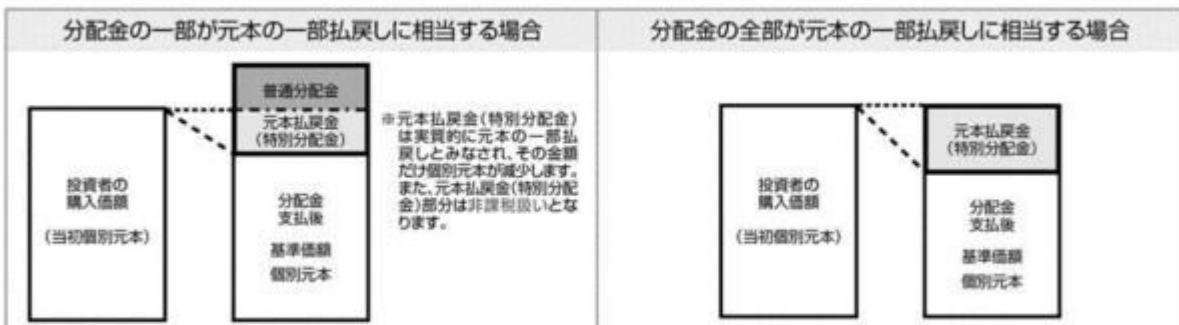 分配金の一部が元本の一部払戻しに相当する場合
普通分配金
元本払戻金
(特別分配金)
投資者の
購入価額
(当初個別元本)
分配金
支払後
基準価額
個別元本
※元本払戻金(特別分配金)
は実質的に元本の一部払
戻しとみなされ、その金額
だけ個別元本が減少します。
また、元本払戻金(特別分配
金)部分は非課税扱いとな
ります。
分配金の全部が元本の一部払戻しに相当する場合
元本払戻金
(特別分配金)
投資者の
購入価額
(当初個別元本)
分配金
支払後
基準価額
個別元本